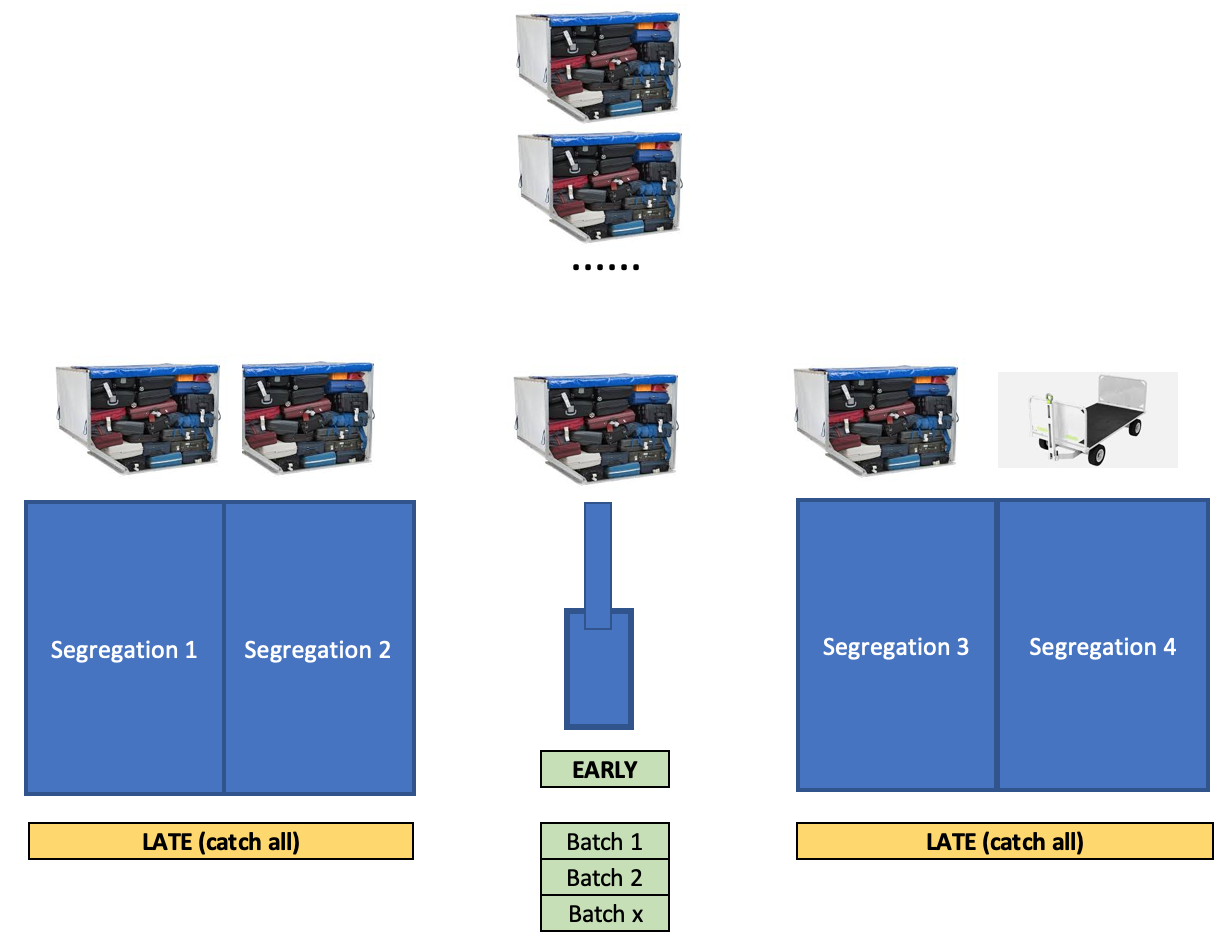 ......
Segregation 1
Segregation 2
Segregation 3
Segregation 4
EARLY
LATE (catch all)
Batch 1
LATE (catch all)
Batch 2
Batch x